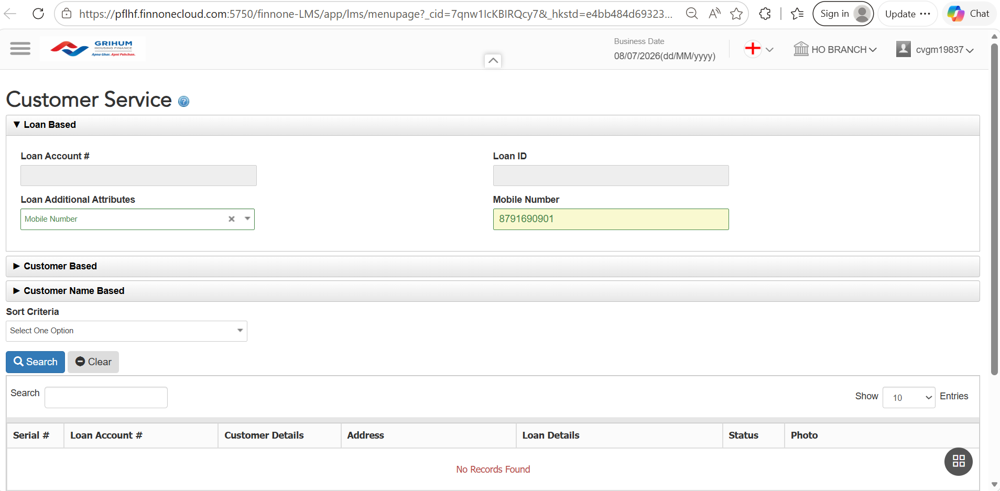 https://pflhf.finnonecloud.com:5750/finnone-LMS/app/lms/menupage?_cid=7qnw1IcKBIRQcy7&_hkstd=e4bb484d69323...
Sign in
Update
Chat
GRIHUM
HOUSING FINANCE
Apna Ghar. Apni Pehchan.
Business Date
08/07/2026(dd/MM/yyyy)
HO BRANCH
cvgm19837
Customer Service
Loan Based
Loan Account #
Loan ID
Loan Additional Attributes
Mobile Number
Mobile Number
8791690901
Customer Based
Customer Name Based
Sort Criteria
Select One Option
Search
Clear
Search
Show 10 Entries
Serial # Loan Account # Customer Details Address Loan Details Status Photo
No Records Found